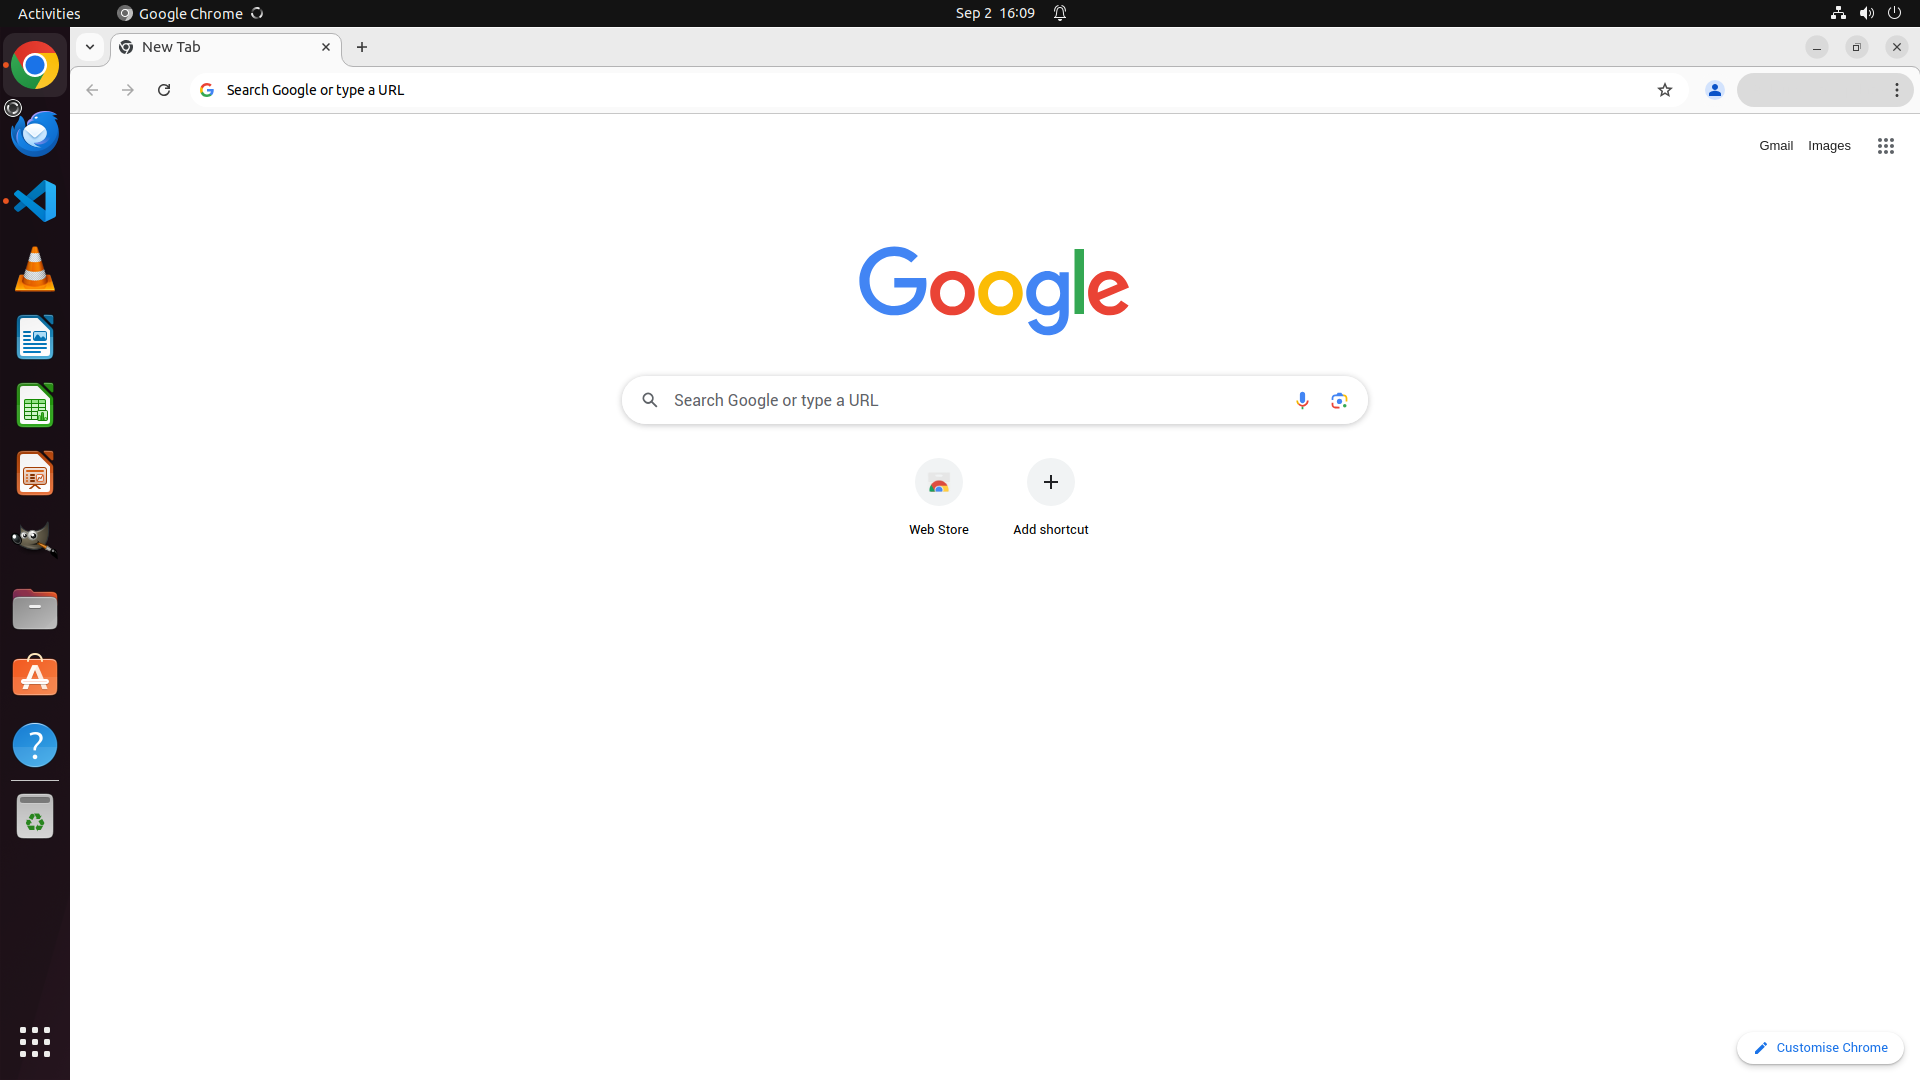 Activities
Google Chrome
Sep 2 16:09
New Tab
Search Google or type a URL
Gmail
Images
Google
Search Google or type a URL
Web Store
Add shortcut
Customise Chrome